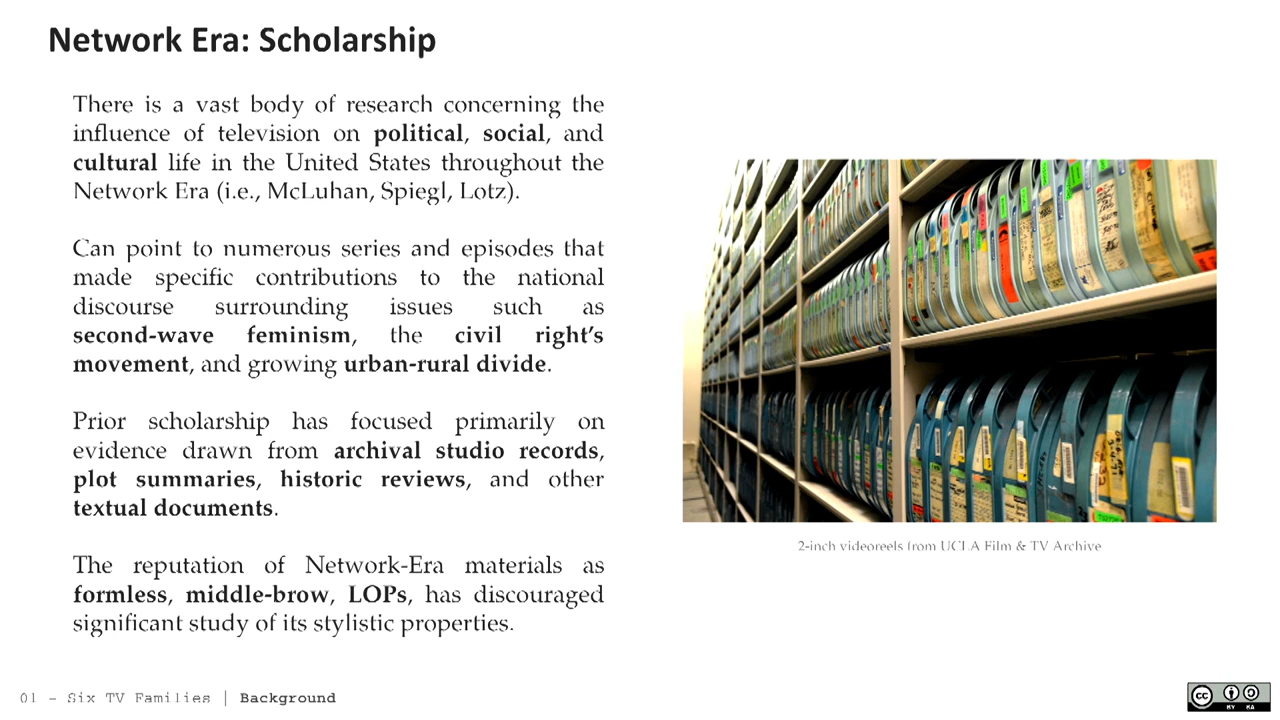 Network Era: Scholarship
There is a vast body of research concerning the
influence of television on political, social, and
cultural life in the United States throughout the
Network Era (i.e., McLuhan, Spiegl, Lotz).
Can point to numerous series and episodes that
made specific contributions to the national
discourse surrounding issues such as
second-wave feminism, the civil right's
movement, and growing urban-rural divide.
Prior scholarship has focused primarily on
evidence drawn from archival studio records,
plot summaries, historic reviews, and other
textual documents.
The reputation of Network-Era materials as
formless, middle-brow, LOPs, has discouraged
significant study of its stylistic properties.
2-inch videoreels from UCLA Film & TV Archive
01 - Six TV Families | Background
cc